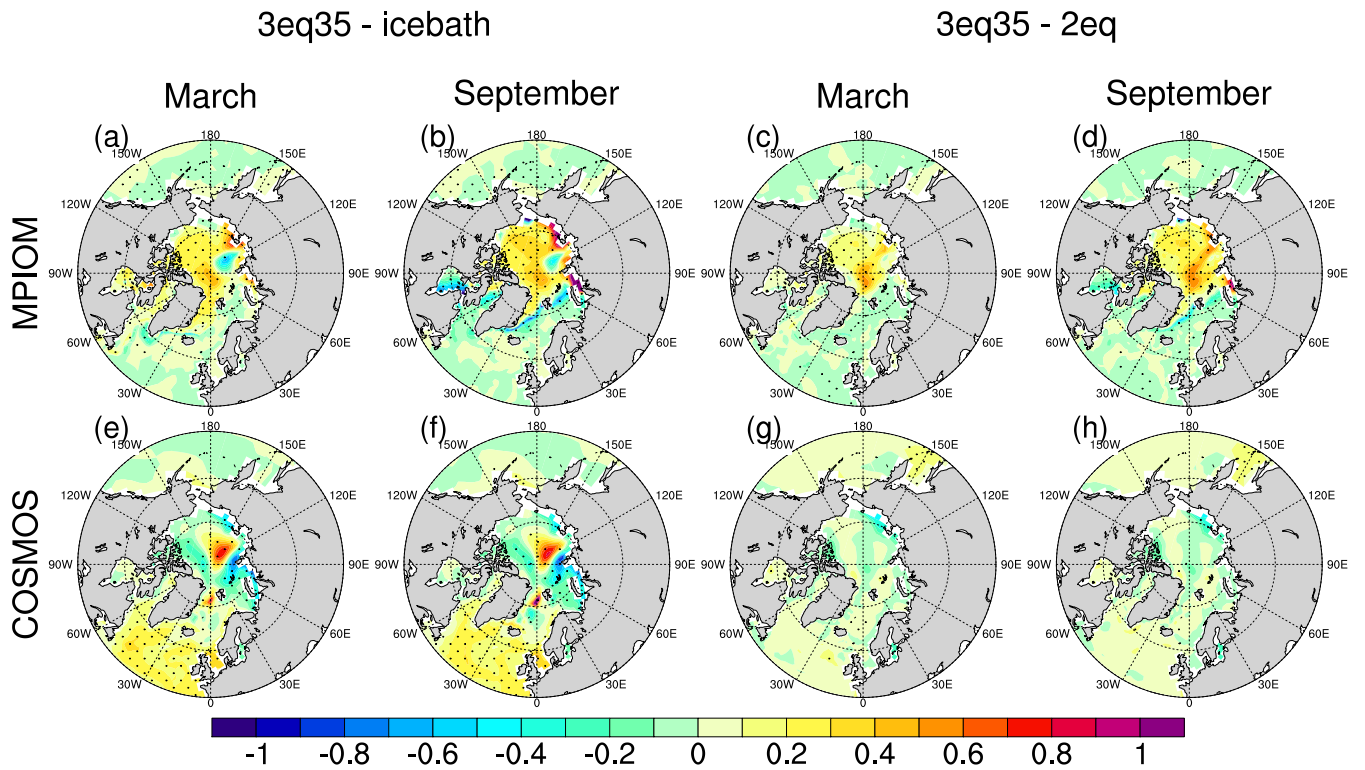 3eq35 - icebath 3eq35 - 2eq
March September March September
(a) (b) (c) (d)
180 180 180 180
150W 150E 150W 150E 150W 150E 150W 150E
120W 120E 120W 120E 120W 120E 120W 120E
MPIOM
90W 90E 90W 90E 90W 90E 90W 90E
60W 60E 60W 60E 60W 60E 60W 60E
30W 30E 30W 30E 30W 30E 30W 30E
0 0 0 0
(e) (f) (g) (h)
180 180 180 180
150W 150E 150W 150E 150W 150E 150W 150E
120W 120E 120W 120E 120W 120E 120W 120E
COSMOS
90W 90E 90W 90E 90W 90E 90W 90E
60W 60E 60W 60E 60W 60E 60W 60E
30W 30E 30W 30E 30W 30E 30W 30E
0 0 0 0
-1 -0.8 -0.6 -0.4 -0.2 0 0.2 0.4 0.6 0.8 1